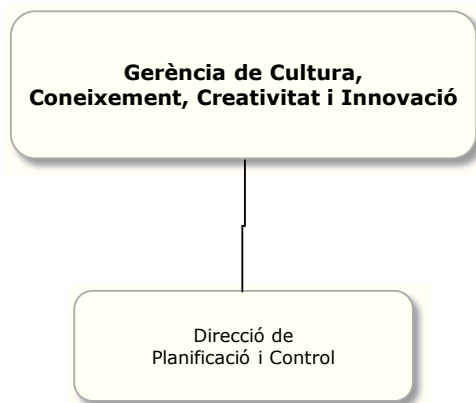 Gerència de Cultura,
Coneixement, Creativitat i Innovació
Direcció de
Planificació i Control